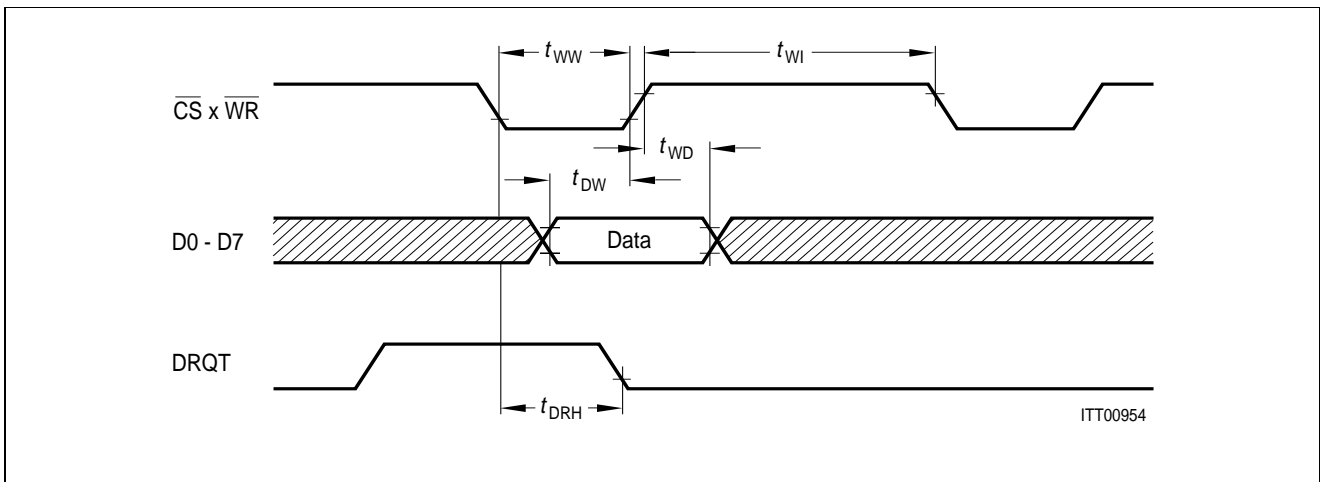 tWW
tWI
CS x WR
tWD
tDW
D0 - D7
Data
DRQT
tDRH
ITT00954